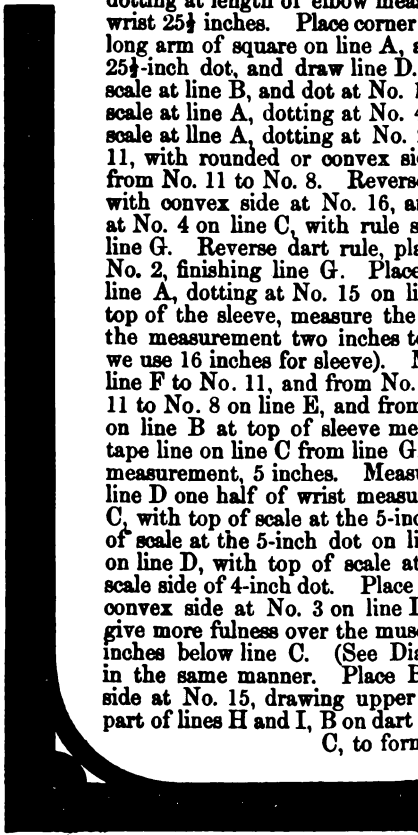 dotting at length of elbow
wrist 25½ inches. Place corner
long arm of square on line A,
25½-inch dot, and draw line D.
scale at line B, and dot at No.
scale at line A, dotting at No.
scale at lIne A, dotting at No.
11, with rounded or convex
from No. 11 to No. 8. Revers
with convex side at No. 16,
at No. 4 on line C, with rule s
line G. Reverse dart rule, pla
No. 2, finishing line G. Place
line A, dotting at No. 15 on li
top of the sleeve, measure the
the measurement two inches t
we use 16 inches for sleeve).
line F to No. 11, and from No.
11 to No. 8 on line E, and from
on line B at top of sleeve me
tape line on line C from line G
measurement, 5 inches. Meas
line D one half of wrist measu
C, with top of scale at the 5-inc
of scale at the 5-inch dot on li
on line D, with top of scale at
scale side of 4-inch dot. Place
convex side at No. 3 on line I
give more fulness over the mus
inches below line C. (See Dia
in the same manner. Place B
side at No. 15, drawing upper
part of lines H and I, B on dart
C, to form